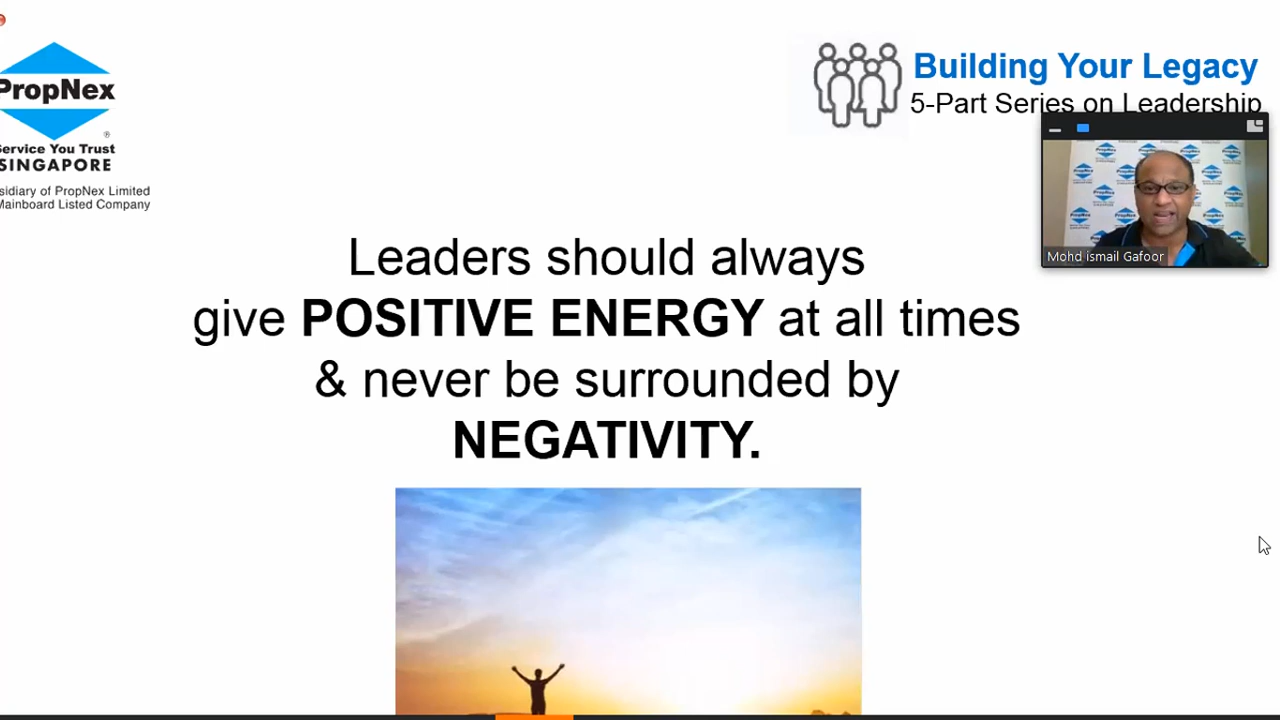 PropNex
®
Service You Trust
SINGAPORE
Mainboard Listed Company
Building Your Legacy
5-Part Series on Leadership
Mohd Ismail Gafoor
Leaders should always
give POSITIVE ENERGY at all times
& never be surrounded by
NEGATIVITY.
of PropNex Limited